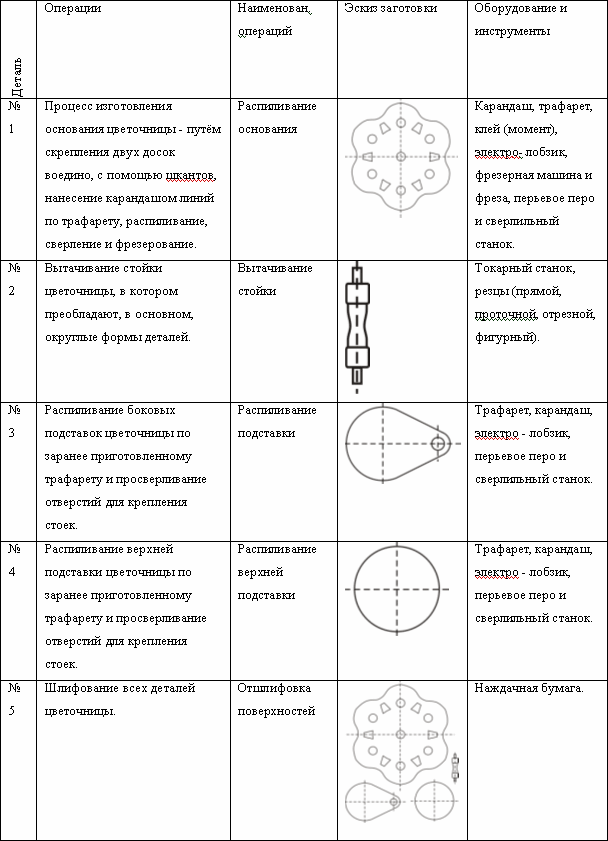 Деталь
Операции
Наименован,
операций
Эскиз заготовки
Оборудование и
инструменты
№
1
Процесс изготовления
основания цветочницы - путём
скрепления двух досок
воедино, с помощью шкантов,
нанесение карандашом линий
по трафарету, распиливание,
сверление и фрезерование.
Распиливание
основания
Карандаш, трафарет,
клей (момент),
электро- лобзик,
фрезерная машина и
фреза, перьевое перо
и сверлильный
станок.
№
2
Вытачивание стойки
цветочницы, в котором
преобладают, в основном,
округлые формы деталей.
Вытачивание
стойки
Токарный станок,
резцы (прямой,
проточной, отрезной,
фигурный).
№
3
Распиливание боковых
подставок цветочницы по
заранее приготовленному
трафарету и просверливание
отверстий для крепления
стоек.
Распиливание
подставки
Трафарет, карандаш,
электро - лобзик,
перьевое перо и
сверлильный станок.
№
4
Распиливание верхней
подставки цветочницы по
заранее приготовленному
трафарету и просверливание
отверстий для крепления
стоек.
Распиливание
верхней
подставки
Трафарет, карандаш,
электро - лобзик,
перьевое перо и
сверлильный станок.
№
5
Шлифование всех деталей
цветочницы.
Отшлифовка
поверхностей
Наждачная бумага.